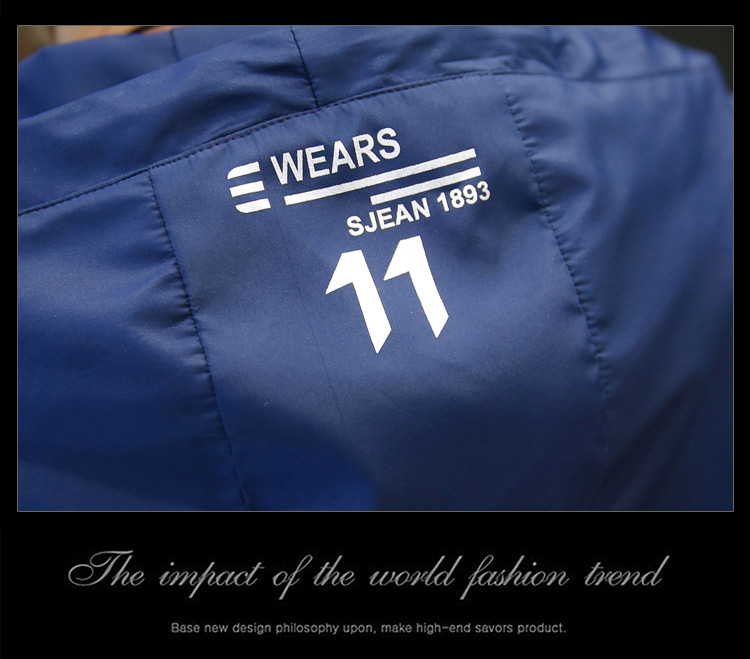 WEARS
SJEAN 1893
11
The impact of the world fashion trend
Base new design philosophy upon, make high-end savors product.